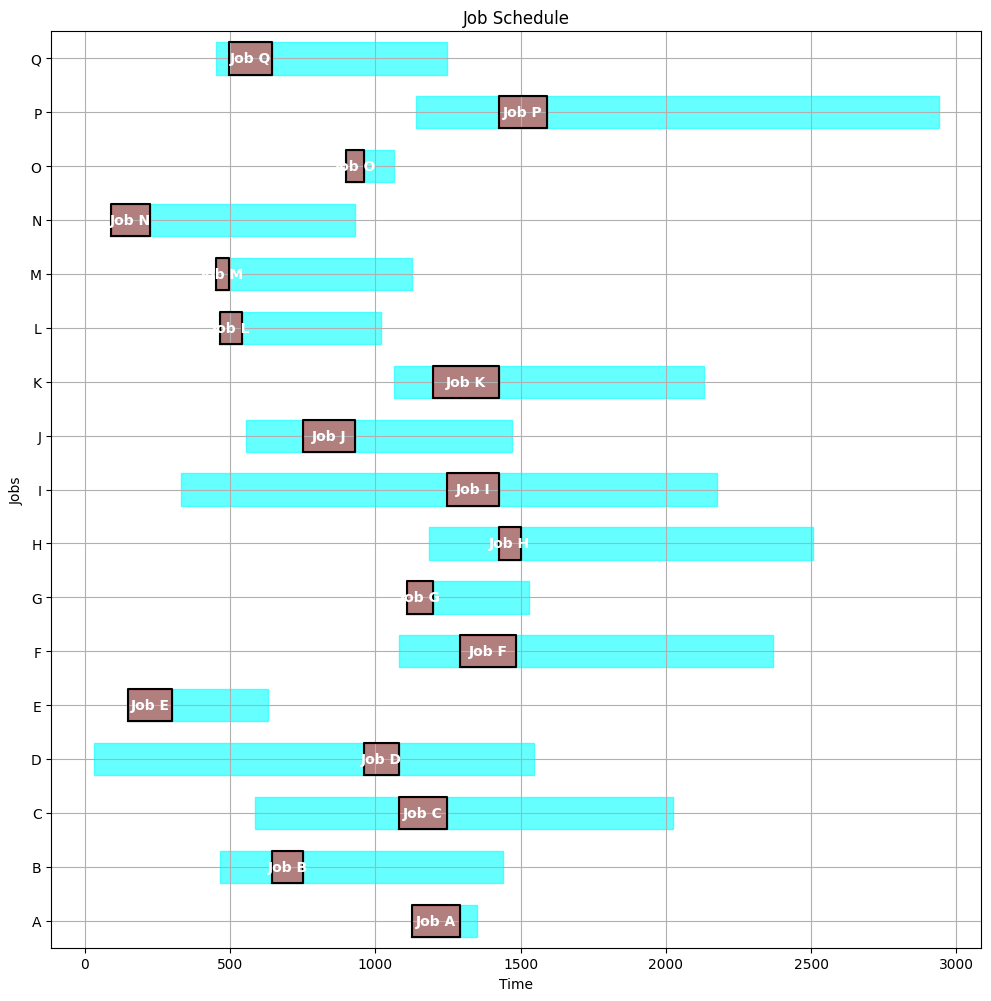 Job Schedule
Q Job Q
P Job P
O Job O
N Job N
M Job M
L Job L
K Job K
J Job J
I Job I
H Job H
G Job G
F Job F
E Job E
D Job D
C Job C
B Job B
A Job A
Jobs
0 500 1000 1500 2000 2500 3000
Time